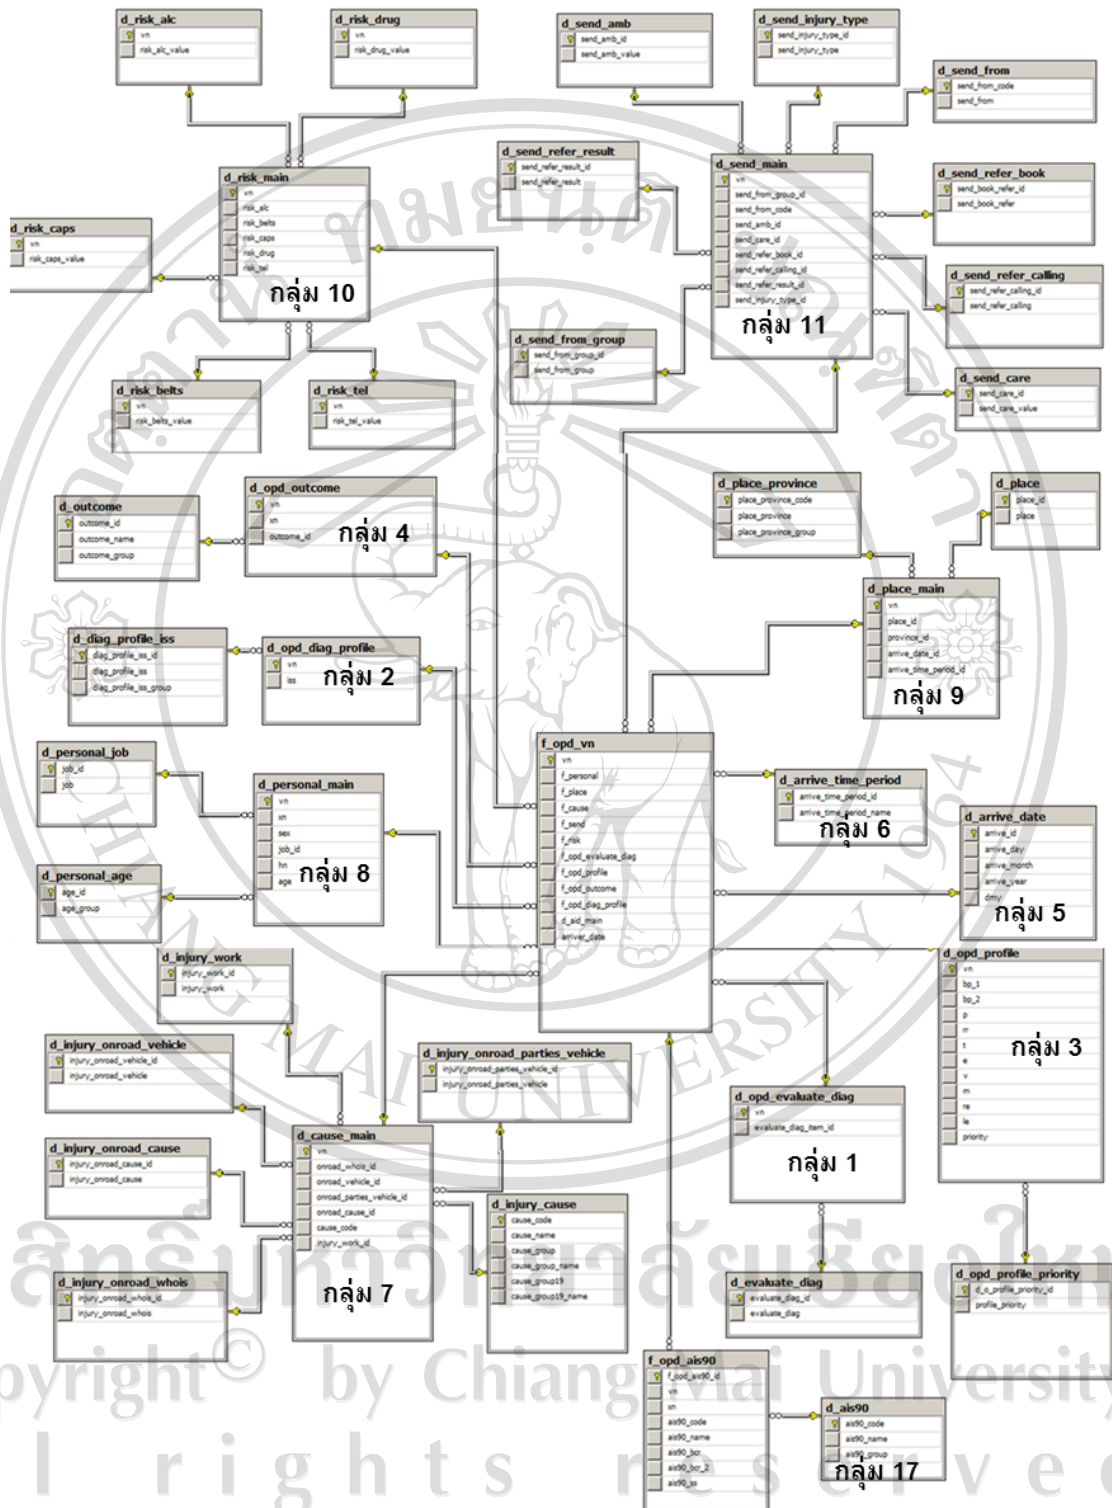 d_risk_alc
vn
risk_alc_value
d_risk_drug
vn
risk_drug_value
d_send_amb
send_amb_id
send_amb_value
d_send_injury_type
send_injury_type_id
send_injury_type
d_send_from
send_from_code
send_from
d_send_refer_result
send_refer_result_id
send_refer_result
d_risk_main
vn
risk_alc
risk_belts
risk_caps
risk_drug
risk_tel
กลุ่ม 10
d_send_main
vn
send_from_group_id
send_from_code
send_amb_id
send_care_id
send_refer_book_id
send_refer_calling_id
send_refer_result_id
send_injury_type_id
กลุ่ม 11
d_send_refer_book
send_book_refer_id
send_book_refer
d_risk_caps
vn
risk_caps_value
d_send_refer_calling
send_refer_calling_id
send_refer_calling
d_send_from_group
send_from_group_id
send_from_group
d_send_care
send_care_id
send_care_value
d_risk_belts
vn
risk_belts_value
d_risk_tel
vn
risk_tel_value
d_outcome
outcome_id
outcome_name
outcome_group
d_opd_outcome
vn
xn
outcome_id
กลุ่ม 4
d_place_province
place_province_code
place_province
place_province_group
d_place
place_id
place
d_place_main
vn
place_id
province_id
arrive_date_id
arrive_time_period_id
กลุ่ม 9
d_diag_profile_iss
diag_profile_iss_id
diag_profile_iss
diag_profile_iss_group
d_opd_diag_profile
vn
iss
กลุ่ม 2
d_personal_job
job_id
job
d_personal_main
vn
xn
sex
job_id
hn
age
กลุ่ม 8
d_personal_age
age_id
age_group
f_opd_vn
vn
f_personal
f_place
f_cause
f_send
f_risk
f_opd_evaluate_diag
f_opd_profile
f_opd_outcome
f_opd_diag_profile
d_aid_main
arriver_date
d_arrive_time_period
arrive_time_period_id
arrive_time_period_name
กลุ่ม 6
d_arrive_date
arrive_id
arrive_day
arrive_month
arrive_year
dmy
กลุ่ม 5
d_injury_work
injury_work_id
injury_work
d_opd_profile
vn
bp_1
bp_2
p
rr
t
e
v
m
re
le
priority
กลุ่ม 3
d_injury_onroad_vehicle
injury_onroad_vehicle_id
injury_onroad_vehicle
d_injury_onroad_parties_vehicle
injury_onroad_parties_vehicle_id
injury_onroad_parties_vehicle
d_opd_evaluate_diag
vn
evaluate_diag_item_id
กลุ่ม 1
d_injury_onroad_cause
injury_onroad_cause_id
injury_onroad_cause
d_cause_main
vn
onroad_whois_id
onroad_vehicle_id
onroad_parties_vehicle_id
onroad_cause_id
cause_code
injury_work_id
กลุ่ม 7
d_injury_cause
cause_code
cause_name
cause_group
cause_group_name
cause_group19
cause_group19_name
d_injury_onroad_whois
injury_onroad_whois_id
injury_onroad_whois
d_evaluate_diag
evaluate_diag_id
evaluate_diag
d_opd_profile_priority
d_o_profile_priority_id
profile_priority
f_opd_ais90
f_opd_ais90_id
vn
xn
ais90_code
ais90_name
ais90_bcr
ais90_bcr_2
ais90_ss
d_ais90
ais90_code
ais90_name
ais90_group
กลุ่ม 17
CHIANG MAI UNIVERSITY 1964
pyright© by Chiang Mai University
l rights reserve